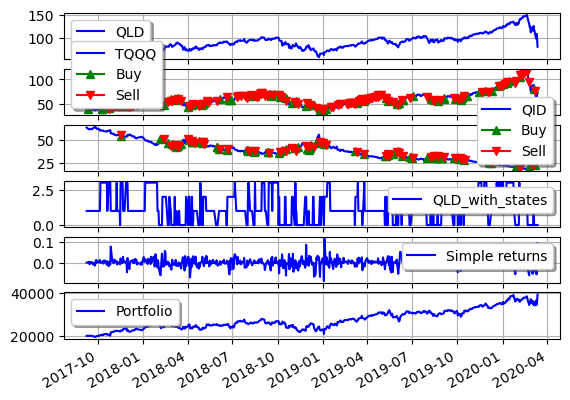 150
100
QLD
TQQQ
Buy
Sell
100
50
QID
Buy
Sell
50
25
2.5
0.0
QLD_with_states
0.1
0.0
Simple returns
40000
20000
Portfolio
2017-10 2018-01 2018-04 2018-07 2018-10 2019-01 2019-04 2019-07 2019-10 2020-01 2020-04